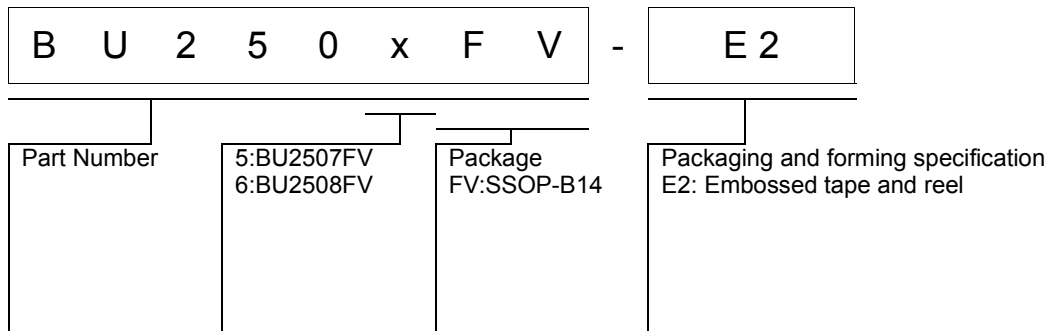 B U 2 5 0 x F V - E 2
Part Number
5:BU2507FV
6:BU2508FV
Package
FV:SSOP-B14
Packaging and forming specification
E2: Embossed tape and reel